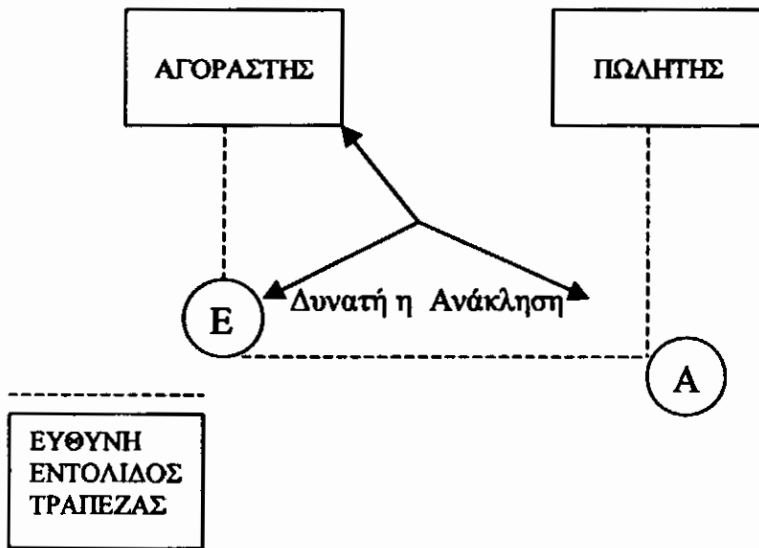 ΑΓΟΡΑΣΤΗΣ
ΠΩΛΗΤΗΣ
Δυνατή η Ανάκληση
Ε
Α
ΕΥΘΥΝΗ
ΕΝΤΟΛΙΔΟΣ
ΤΡΑΠΕΖΑΣ